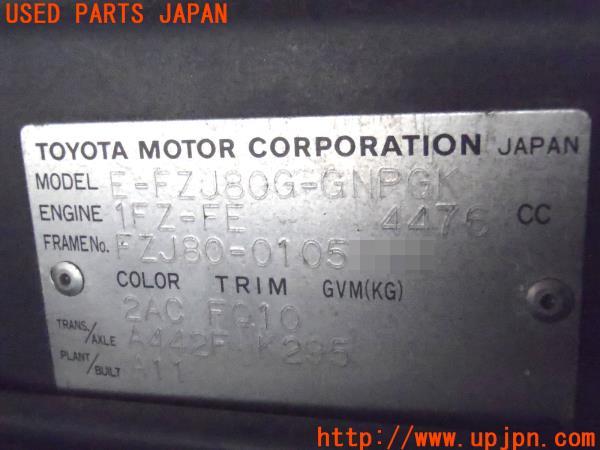 USED PARTS JAPAN
TOYOTA MOTOR CORPORATION JAPAN
MODEL E-FZJ80G-GNPGK
ENGINE 1FZ-FE 4476 CC
FRAME No. FZJ80-0105
COLOR TRIM GVM(KG)
2AC FG10
TRANS./AXLE A442F K295
PLANT/BUILT A11
http://www.upjpn.com